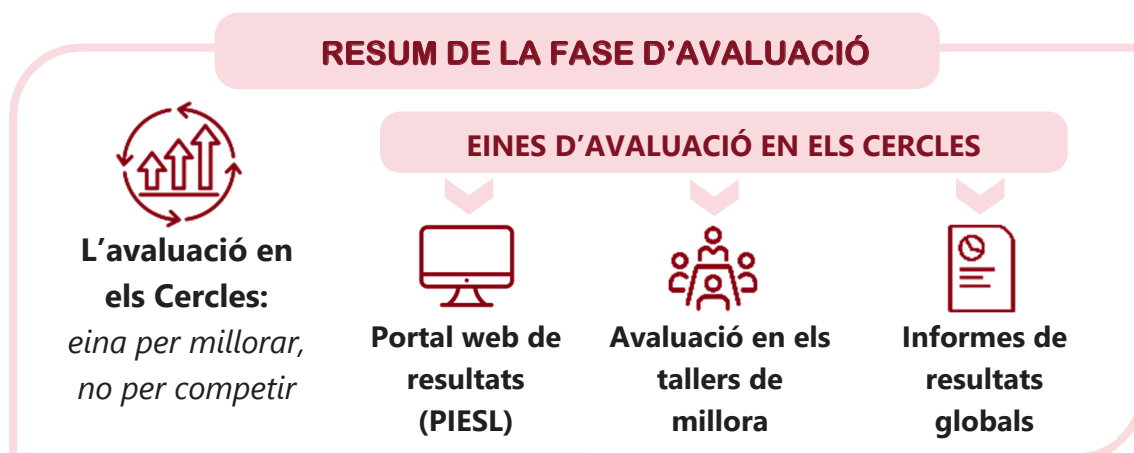 RESUM DE LA FASE D’AVALUACIÓ
L’avaluació en
els Cercles:
eina per millorar,
no per competir
EINES D’AVALUACIÓ EN ELS CERCLES
Portal web de
resultats
(PIESL)
Avaluació en els
tallers de
millora
Informes de
resultats
globals